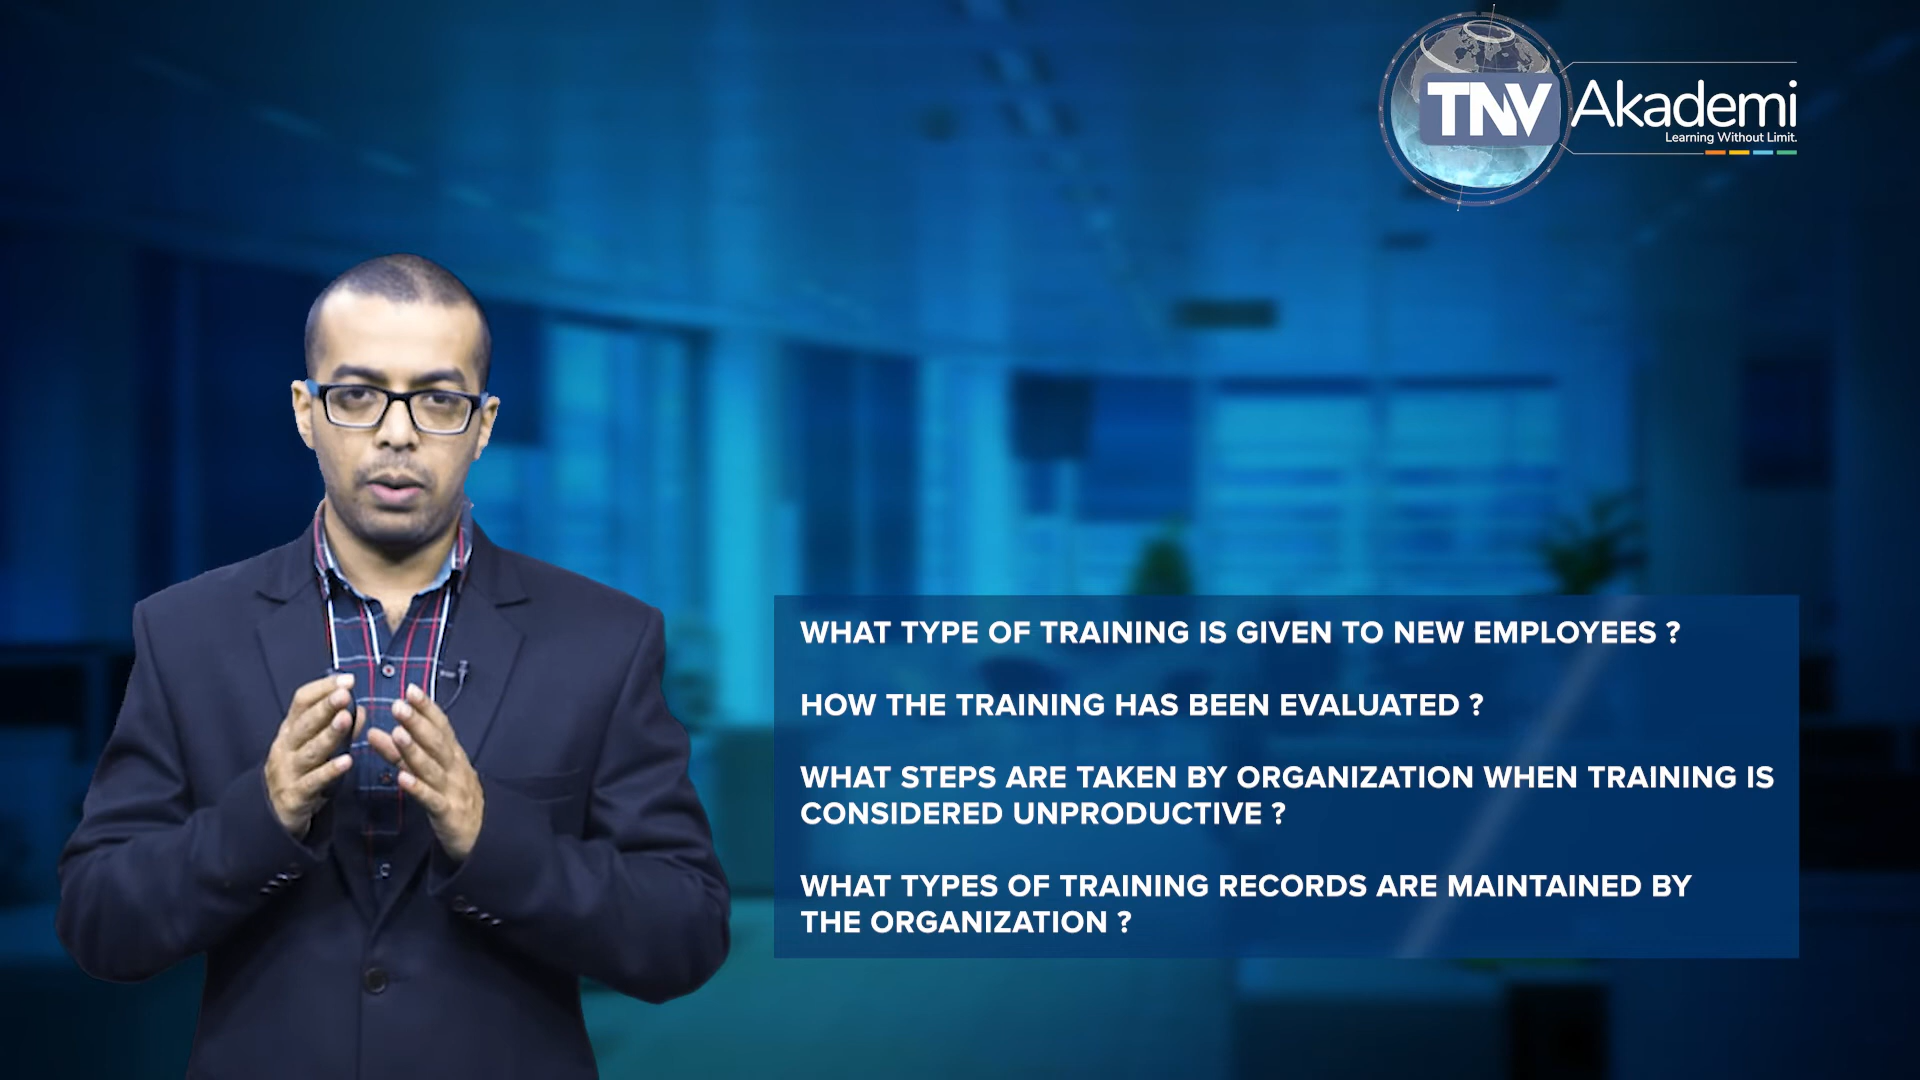 TNV Akademi
Learning Without Limit.
WHAT TYPE OF TRAINING IS GIVEN TO NEW EMPLOYEES ?
HOW THE TRAINING HAS BEEN EVALUATED ?
WHAT STEPS ARE TAKEN BY ORGANIZATION WHEN TRAINING IS
CONSIDERED UNPRODUCTIVE ?
WHAT TYPES OF TRAINING RECORDS ARE MAINTAINED BY
THE ORGANIZATION ?